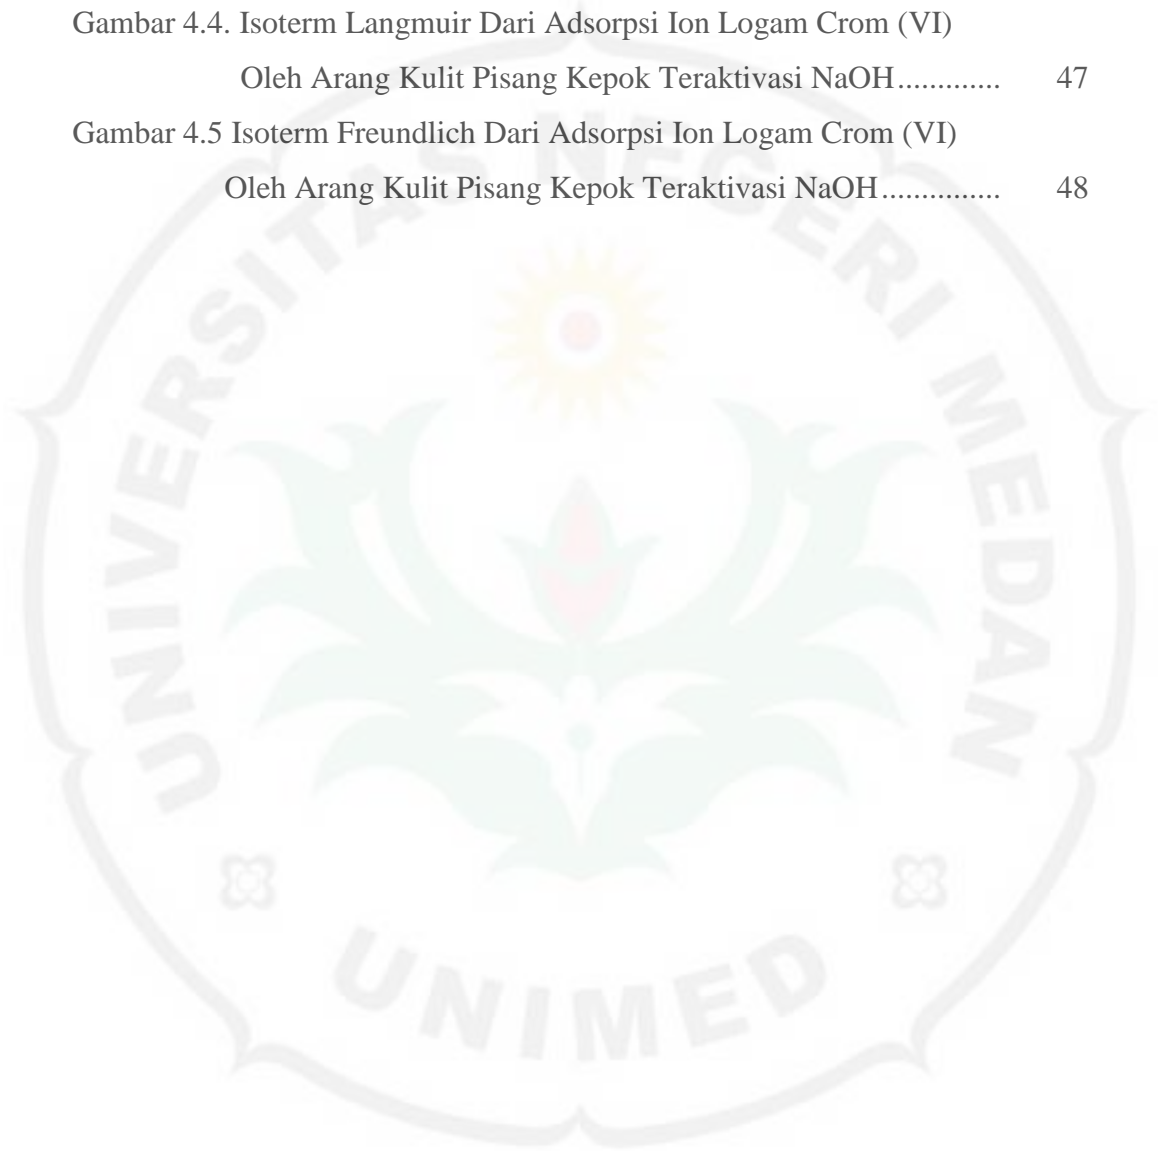 Gambar 4.4. Isoterm Langmuir Dari Adsorpsi Ion Logam Crom (VI)
Oleh Arang Kulit Pisang Kepok Teraktivasi NaOH............. 47
Gambar 4.5 Isoterm Freundlich Dari Adsorpsi Ion Logam Crom (VI)
Oleh Arang Kulit Pisang Kepok Teraktivasi NaOH............... 48
UNIVERSITAS NEGERI MEDAN
UNIMED